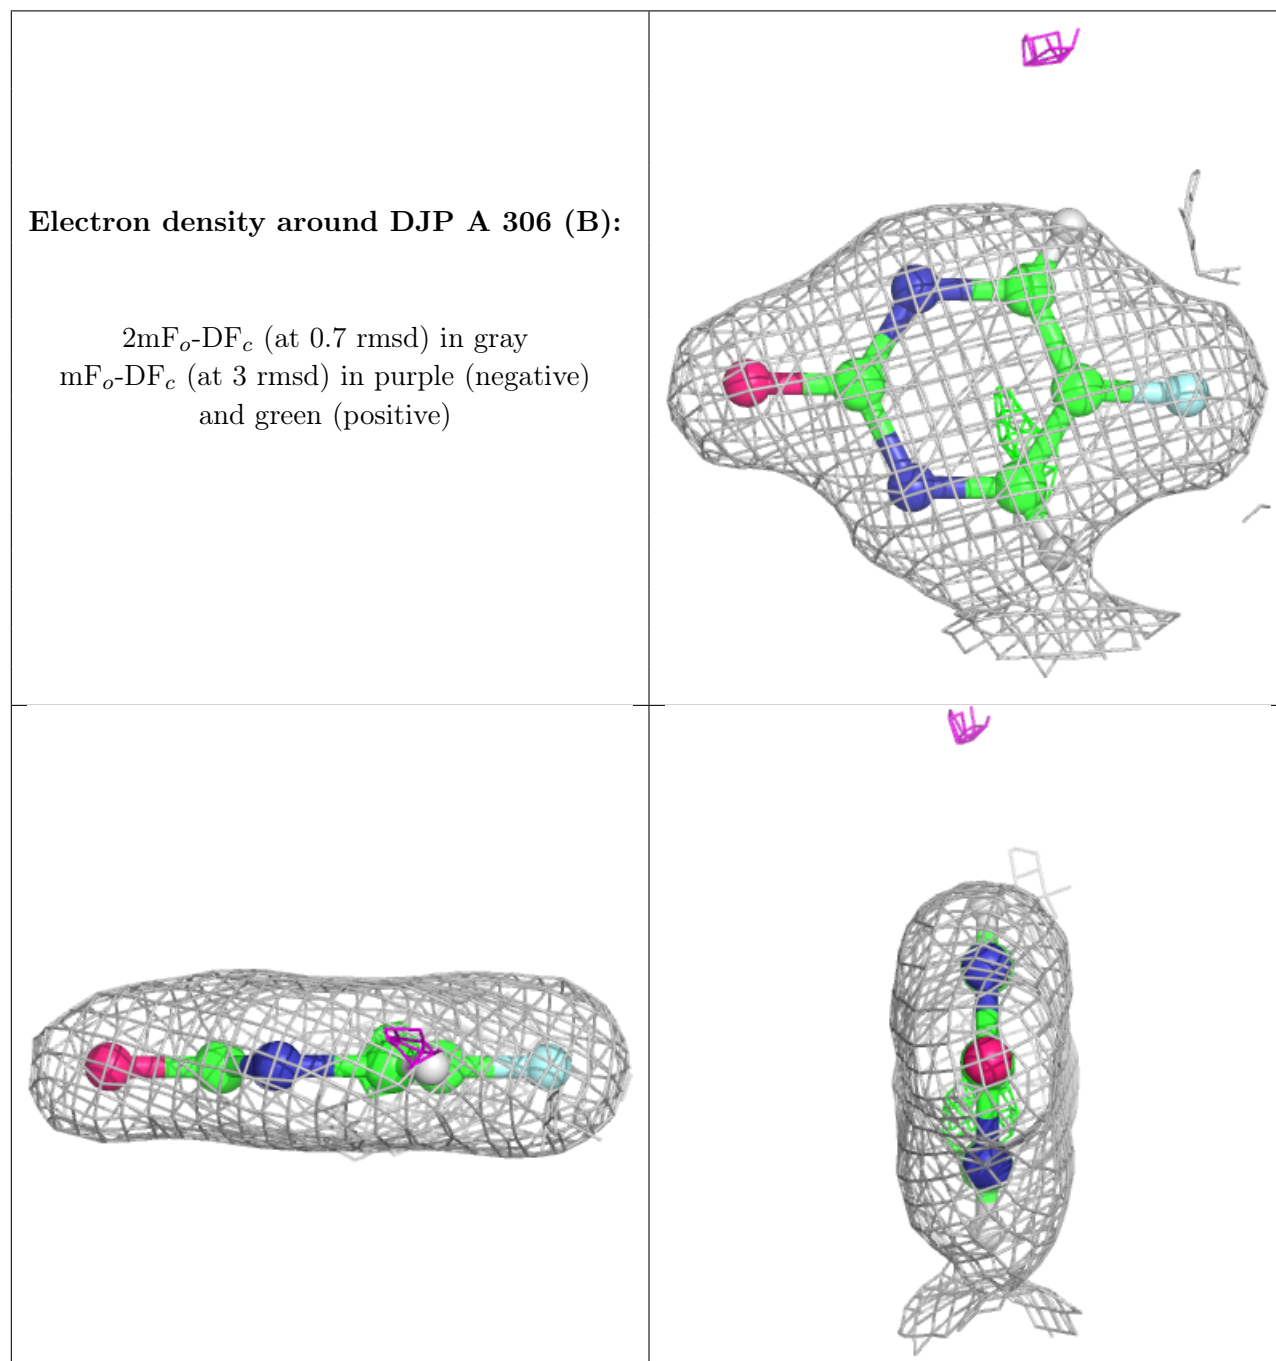 Electron density around DJP A 306 (B):
2mFo-DFc (at 0.7 rmsd) in gray
mFo-DFc (at 3 rmsd) in purple (negative)
and green (positive)